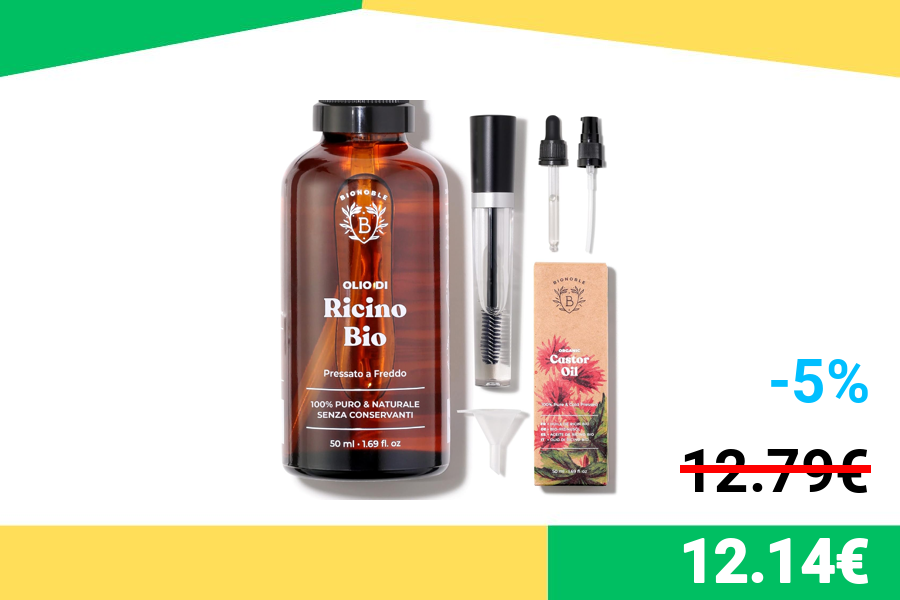 BIONOBLE
B
OLIO DI
Ricino
Bio
Pressato a Freddo
100% PURO & NATURALE
SENZA CONSERVANTI
50 ml • 1.69 fl. oz
BIONOBLE
B
ORGANIC
Castor
Oil
-5%
12.79€
12.14€